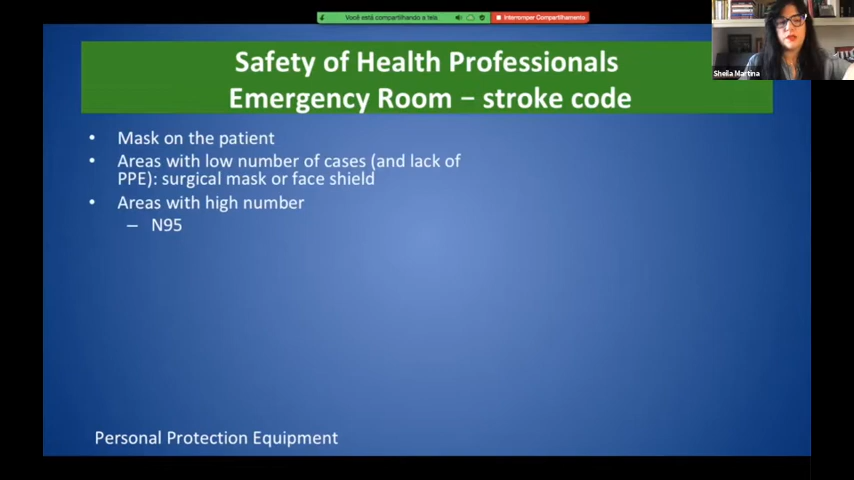 Você está compartilhando a tela
Interromper Compartilhamento
Sheila Martina
Safety of Health Professionals
Emergency Room – stroke code
• Mask on the patient
• Areas with low number of cases (and lack of
PPE): surgical mask or face shield
• Areas with high number
– N95
Personal Protection Equipment